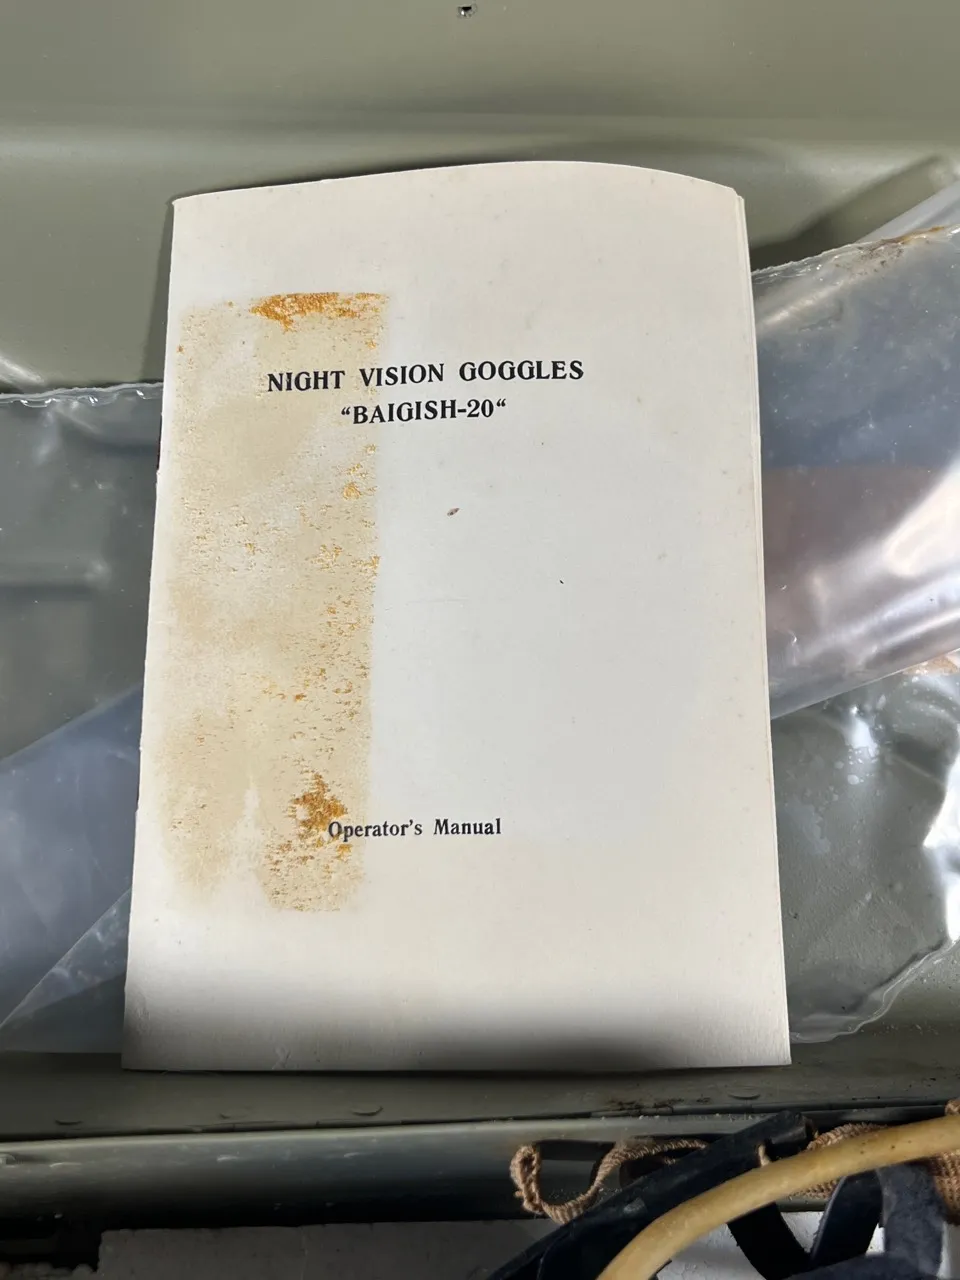 NIGHT VISION GOGGLES
“BAIGISH-20“
Operator's Manual